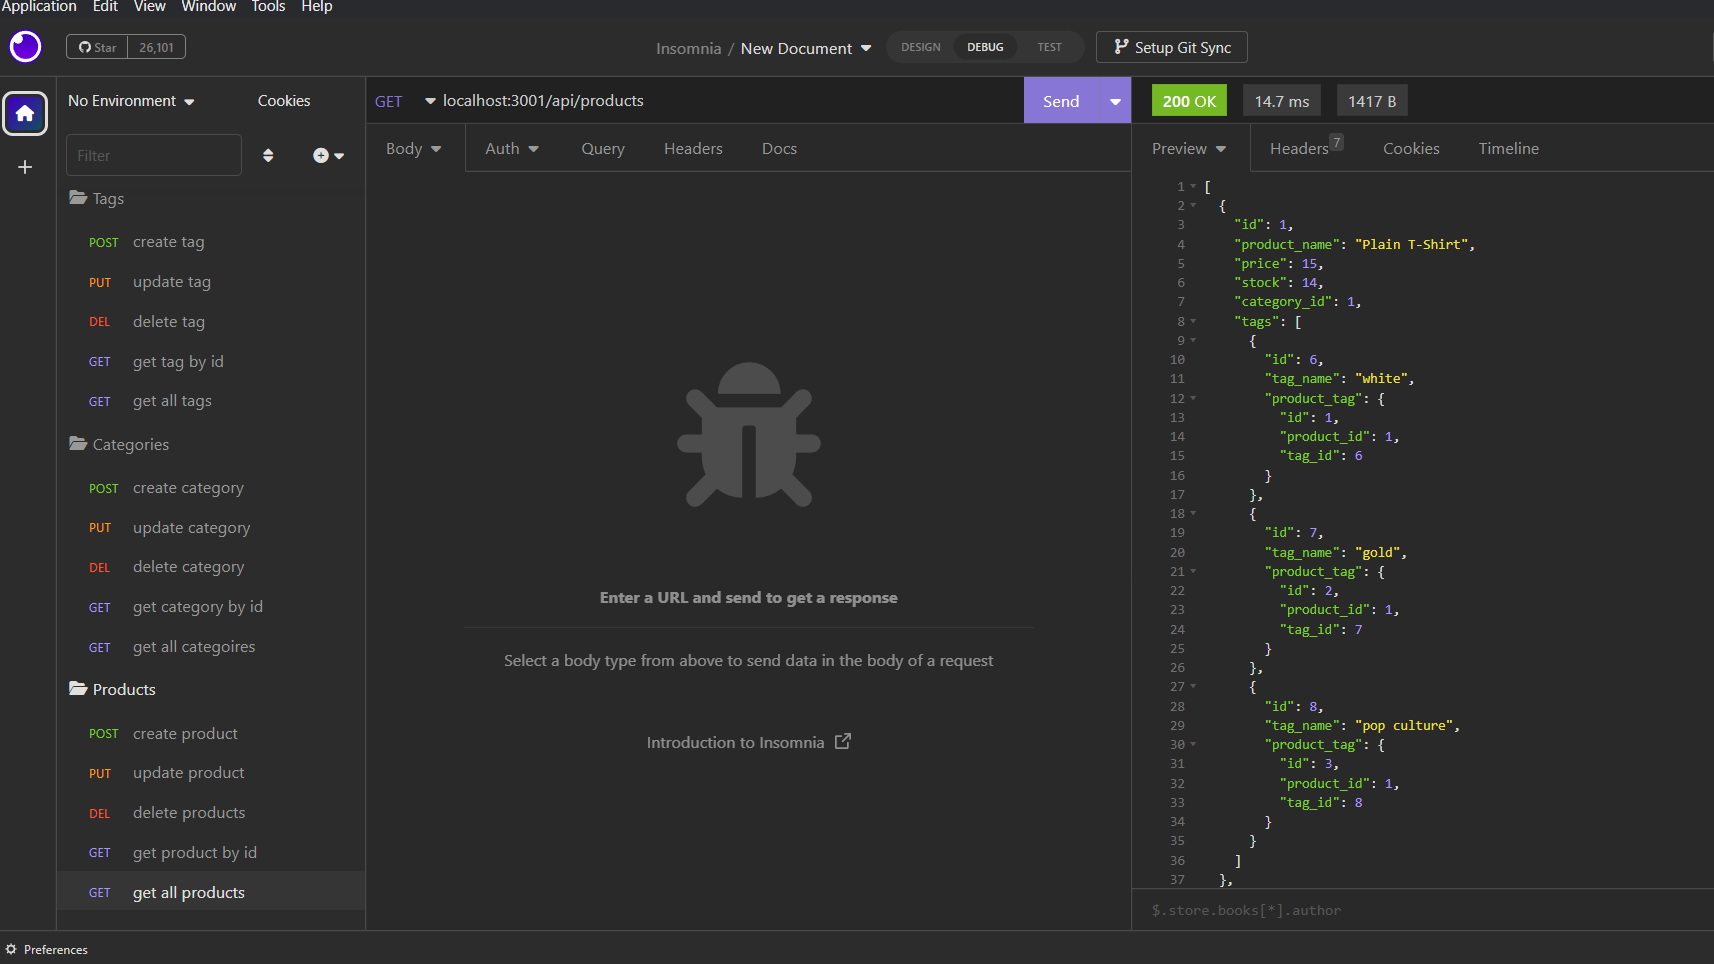 Application Edit View Window Tools Help
Star 26,101
Insomnia / New Document
DESIGN DEBUG TEST
Setup Git Sync
No Environment
Cookies
GET localhost:3001/api/products
Send
200 OK
14.7 ms
1417 B
Filter
Body Auth Query Headers Docs
Preview Headers 7 Cookies Timeline
Tags
POST create tag
PUT update tag
DEL delete tag
GET get tag by id
GET get all tags
Categories
POST create category
PUT update category
DEL delete category
GET get category by id
GET get all categoires
Products
POST create product
PUT update product
DEL delete products
GET get product by id
GET get all products
Enter a URL and send to get a response
Select a body type from above to send data in the body of a request
Introduction to Insomnia
1 [
2 {
3 "id": 1,
4 "product_name": "Plain T-Shirt",
5 "price": 15,
6 "stock": 14,
7 "category_id": 1,
8 "tags": [
9 {
10 "id": 6,
11 "tag_name": "white",
12 "product_tag": {
13 "id": 1,
14 "product_id": 1,
15 "tag_id": 6
16 }
17 },
18 {
19 "id": 7,
20 "tag_name": "gold",
21 "product_tag": {
22 "id": 2,
23 "product_id": 1,
24 "tag_id": 7
25 }
26 },
27 {
28 "id": 8,
29 "tag_name": "pop culture",
30 "product_tag": {
31 "id": 3,
32 "product_id": 1,
33 "tag_id": 8
34 }
35 }
36 ]
37 },
$.store.books[*].author
Preferences